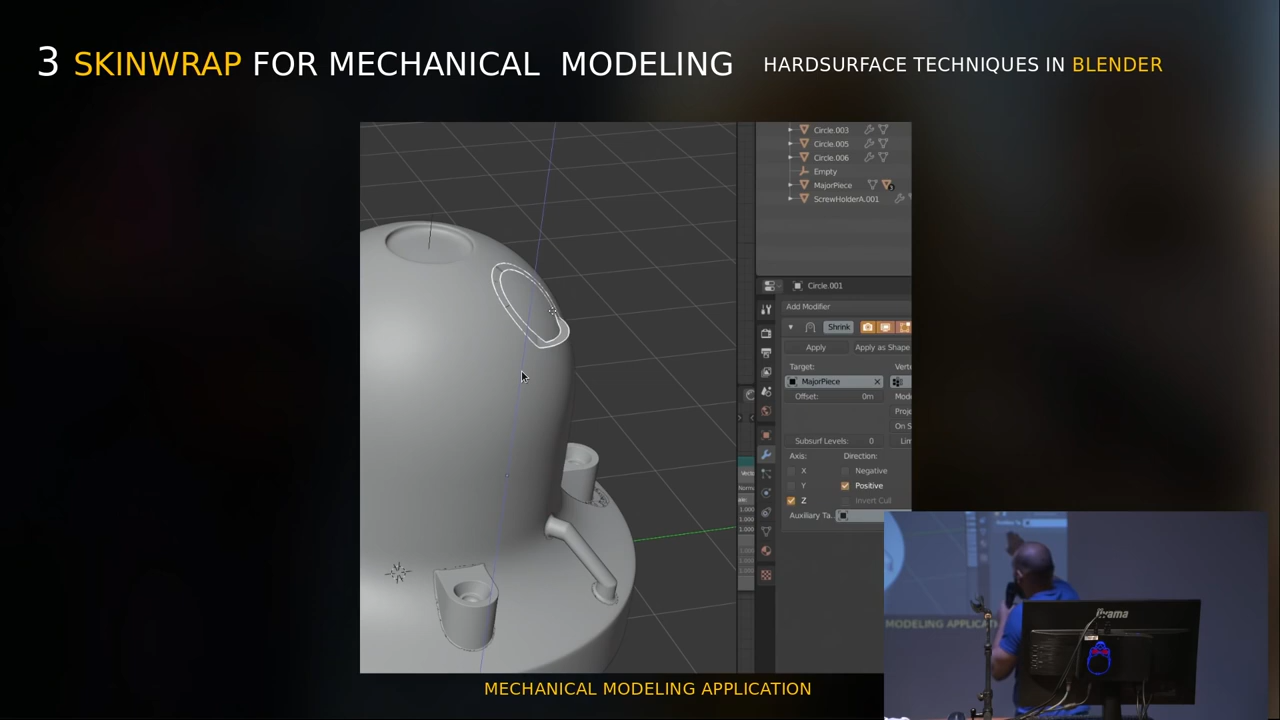 3 SKINWRAP FOR MECHANICAL MODELING
HARDSURFACE TECHNIQUES IN BLENDER
Circle.003
Circle.005
Circle.006
Empty
MajorPiece
ScrewHolderA.001
Circle.001
Add Modifier
Shrink
Apply
Apply as Shape
Target:
MajorPiece
Offset: 0m
Subsurf Levels: 0
Axis:
Direction:
X
Negative
Y
Positive
Z
Invert Cull
Auxiliary Ta..
MODELING APPLICAT
iiyama
MECHANICAL MODELING APPLICATION